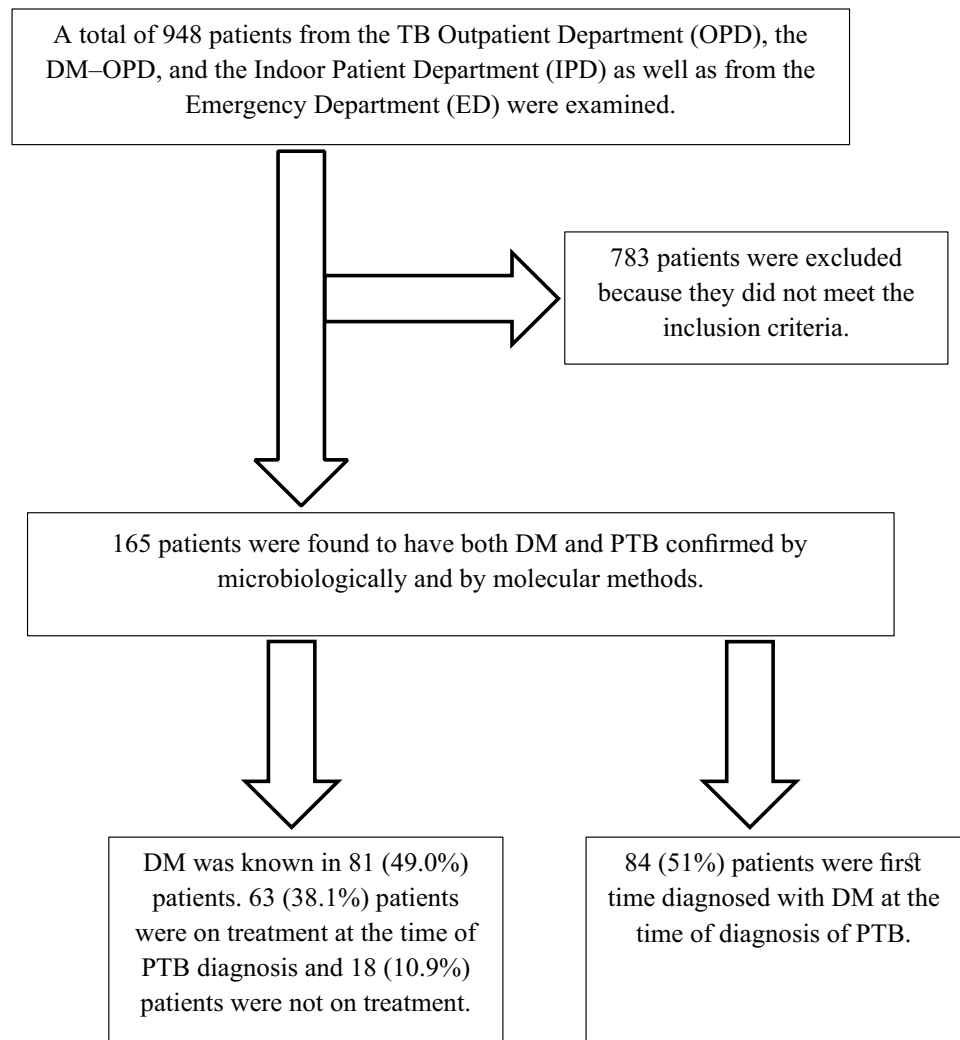 A total of 948 patients from the TB Outpatient Department (OPD), the
DM–OPD, and the Indoor Patient Department (IPD) as well as from the
Emergency Department (ED) were examined.
783 patients were excluded
because they did not meet the
inclusion criteria.
165 patients were found to have both DM and PTB confirmed by
microbiologically and by molecular methods.
DM was known in 81 (49.0%)
patients. 63 (38.1%) patients
were on treatment at the time of
PTB diagnosis and 18 (10.9%)
patients were not on treatment.
84 (51%) patients were first
time diagnosed with DM at the
time of diagnosis of PTB.